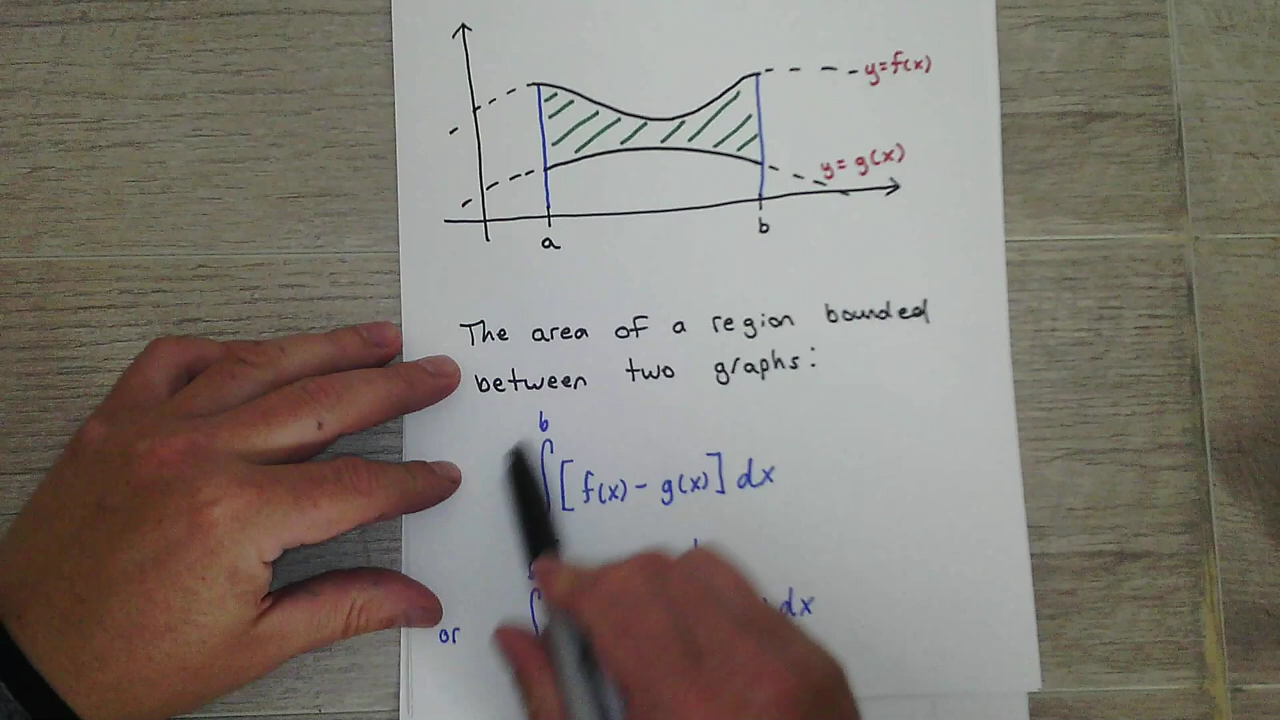 y=f(x)
y=g(x)
a
b
The area of a region bounded
between two graphs:
b
∫[f(x) - g(x)] dx
or ∫ dx